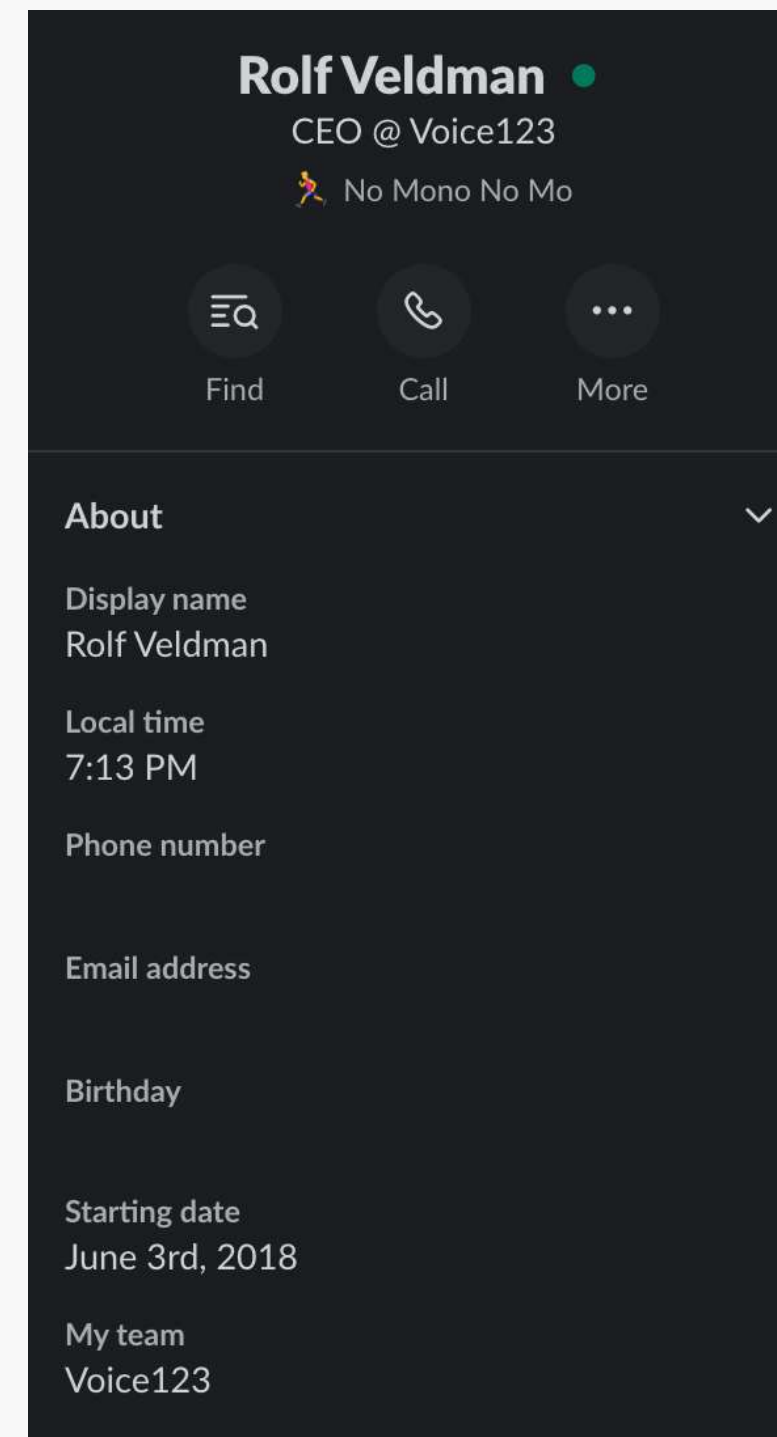 Rolf Veldman
CEO @ Voice123
No Mono No Mo
Find
Call
More
About
Display name
Rolf Veldman
Local time
7:13 PM
Phone number
Email address
Birthday
Starting date
June 3rd, 2018
My team
Voice123